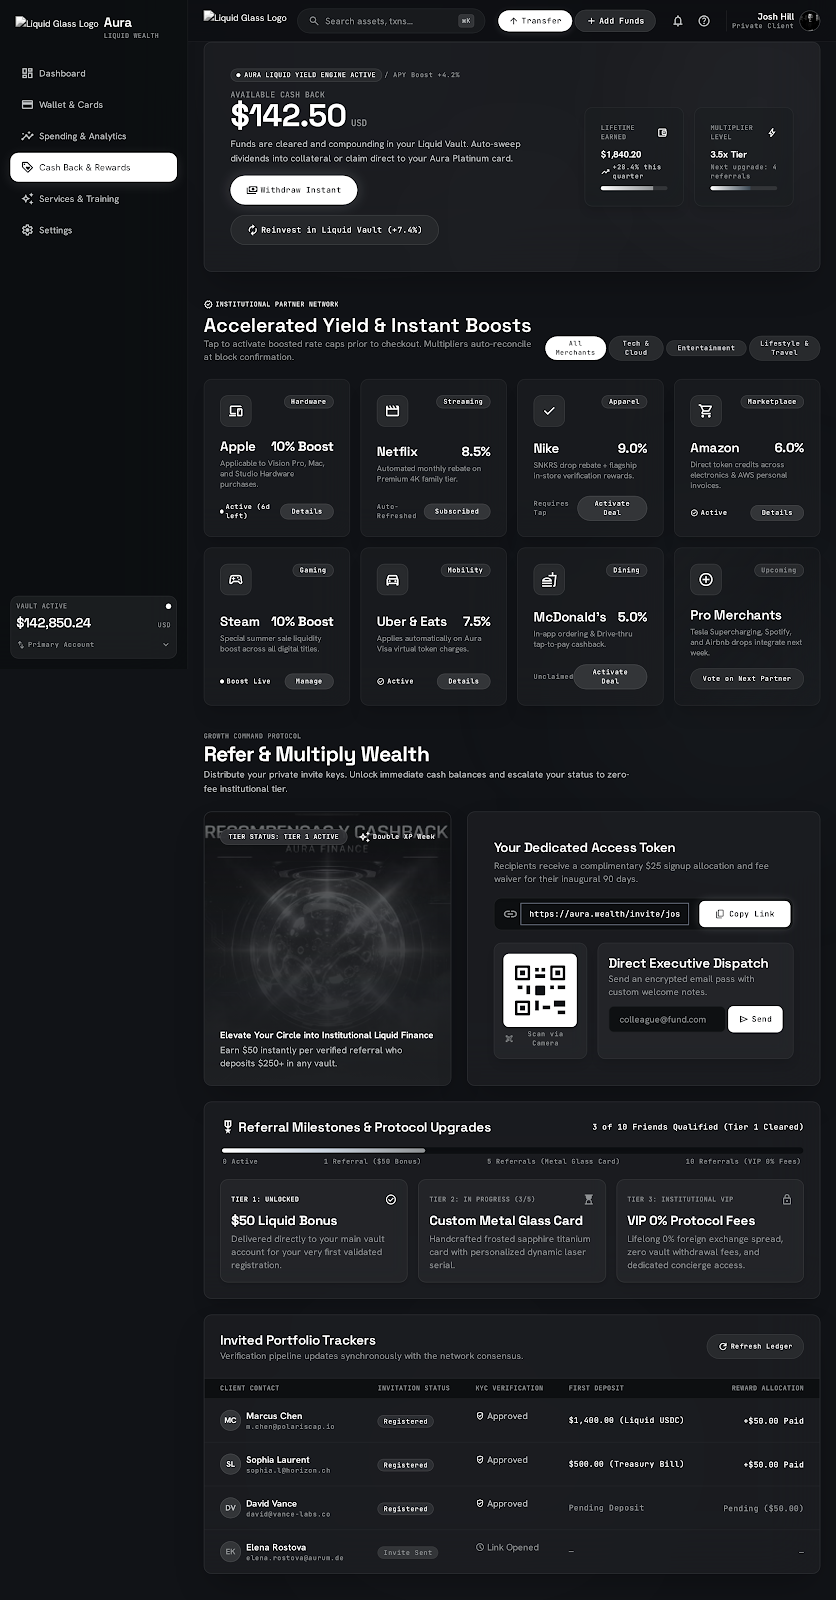 Liquid Glass Logo
Aura
LIQUID WEALTH
Dashboard
Wallet & Cards
Spending & Analytics
Cash Back & Rewards
Services & Training
Settings
VAULT ACTIVE
$142,850.24 USD
Primary Account
Liquid Glass Logo
Search assets, txns... ⌘K
Transfer
Add Funds
Josh Hill
Private Client
AURA LIQUID YIELD ENGINE ACTIVE / APY Boost +4.2%
AVAILABLE CASH BACK
$142.50 USD
Funds are cleared and compounding in your Liquid Vault. Auto-sweep
dividends into collateral or claim direct to your Aura Platinum card.
Withdraw Instant
Reinvest in Liquid Vault (+7.4%)
LIFETIME
EARNED
$1,840.20
+28.4% this
quarter
MULTIPLIER
LEVEL
3.5x Tier
Next upgrade: 4
referrals
INSTITUTIONAL PARTNER NETWORK
Accelerated Yield & Instant Boosts
Tap to activate boosted rate caps prior to checkout. Multipliers auto-reconcile
at block confirmation.
All
Merchants
Tech &
Cloud
Entertainment
Lifestyle &
Travel
Hardware
Apple 10% Boost
Applicable to Vision Pro, Mac,
and Studio Hardware
purchases.
Active (6d
left)
Details
Streaming
Netflix 8.5%
Automated monthly rebate on
Premium 4K family tier.
Auto-
Refreshed
Subscribed
Apparel
Nike 9.0%
SNKRS drop rebate + flagship
in-store verification rewards.
Requires
Tap
Activate
Deal
Marketplace
Amazon 6.0%
Direct token credits across
electronics & AWS personal
invoices.
Active
Details
Gaming
Steam 10% Boost
Special summer sale liquidity
boost across all digital titles.
Boost Live
Manage
Mobility
Uber & Eats 7.5%
Applies automatically on Aura
Visa virtual token charges.
Active
Details
Dining
McDonald's 5.0%
In-app ordering & Drive-thru
tap-to-pay cashback.
Unclaimed
Activate
Deal
Upcoming
Pro Merchants
Tesla Supercharging, Spotify,
and Airbnb drops integrate next
week.
Vote on Next Partner
GROWTH COMMAND PROTOCOL
Refer & Multiply Wealth
Distribute your private invite keys. Unlock immediate cash balances and escalate your status to zero-
fee institutional tier.
RECOMPENSAS Y CASHBACK
TIER STATUS: TIER 1 ACTIVE
Double XP Week
AURA FINANCE
Elevate Your Circle into Institutional Liquid Finance
Earn $50 instantly per verified referral who
deposits $250+ in any vault.
Your Dedicated Access Token
Recipients receive a complimentary $25 signup allocation and fee
waiver for their inaugural 90 days.
https://aura.wealth/invite/jos
Copy Link
Scan via
Camera
Direct Executive Dispatch
Send an encrypted email pass with
custom welcome notes.
colleague@fund.com
Send
Referral Milestones & Protocol Upgrades
3 of 10 Friends Qualified (Tier 1 Cleared)
0 Active
1 Referral ($50 Bonus)
5 Referrals (Metal Glass Card)
10 Referrals (VIP 0% Fees)
TIER 1: UNLOCKED
$50 Liquid Bonus
Delivered directly to your main vault
account for your very first validated
registration.
TIER 2: IN PROGRESS (3/5)
Custom Metal Glass Card
Handcrafted frosted sapphire titanium
card with personalized dynamic laser
serial.
TIER 3: INSTITUTIONAL VIP
VIP 0% Protocol Fees
Lifelong 0% foreign exchange spread,
zero vault withdrawal fees, and
dedicated concierge access.
Invited Portfolio Trackers
Verification pipeline updates synchronously with the network consensus.
Refresh Ledger
CLIENT CONTACT INVITATION STATUS KYC VERIFICATION FIRST DEPOSIT REWARD ALLOCATION
MC Marcus Chen
m.chen@polariscap.io
Registered
Approved
$1,400.00 (Liquid USDC)
+$50.00 Paid
SL Sophia Laurent
sophia.l@horizon.ch
Registered
Approved
$500.00 (Treasury Bill)
+$50.00 Paid
DV David Vance
david@vance-labs.co
Registered
Approved
Pending Deposit
Pending ($50.00)
EK Elena Rostova
elena.rostova@aurum.de
Invite Sent
Link Opened
—
—